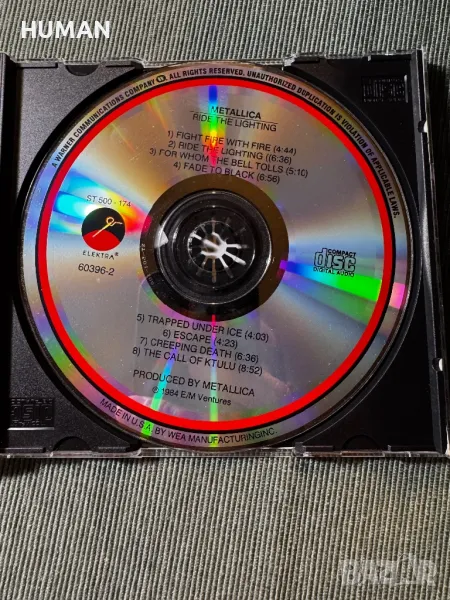 HUMAN
A WARNER COMMUNICATIONS COMPANY. ALL RIGHTS RESERVED. UNAUTHORIZED DUPLICATION IS VIOLATION OF APPLICABLE LAWS.
METALLICA
RIDE THE LIGHTING
1) FIGHT FIRE WITH FIRE (4:44)
2) RIDE THE LIGHTING ((6:36)
3) FOR WHOM THE BELL TOLLS (5:10)
4) FADE TO BLACK (6:56)
ST 500 - 174
ELEKTRA®
60396-2
COMPACT
disc
DIGITAL AUDIO
5) TRAPPED UNDER ICE (4:03)
6) ESCAPE (4:23)
7) CREEPING DEATH (6.36)
8) THE CALL OF KTULU (8:52)
PRODUCED BY METALLICA
℗ 1984 E/M Ventures
MADE IN U.S.A. BY WEA MANUFACTURING INC.
BAZAR